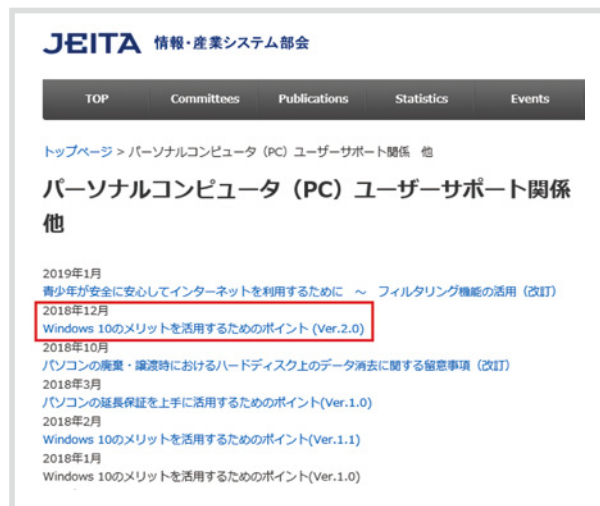 JEITA 情報・産業システム部会
TOP Committees Publications Statistics Events
トップページ > パーソナルコンピュータ（PC）ユーザーサポート関係　他
パーソナルコンピュータ（PC）ユーザーサポート関係
他
2019年1月
青少年が安全に安心してインターネットを利用するために　～　フィルタリング機能の活用（改訂）
2018年12月
Windows 10のメリットを活用するためのポイント (Ver.2.0)
2018年10月
パソコンの廃棄・譲渡時におけるハードディスク上のデータ消去に関する留意事項（改訂）
2018年3月
パソコンの延長保証を上手に活用するためのポイント(Ver.1.0)
2018年2月
Windows 10のメリットを活用するためのポイント(Ver.1.1)
2018年1月
Windows 10のメリットを活用するためのポイント(Ver.1.0)